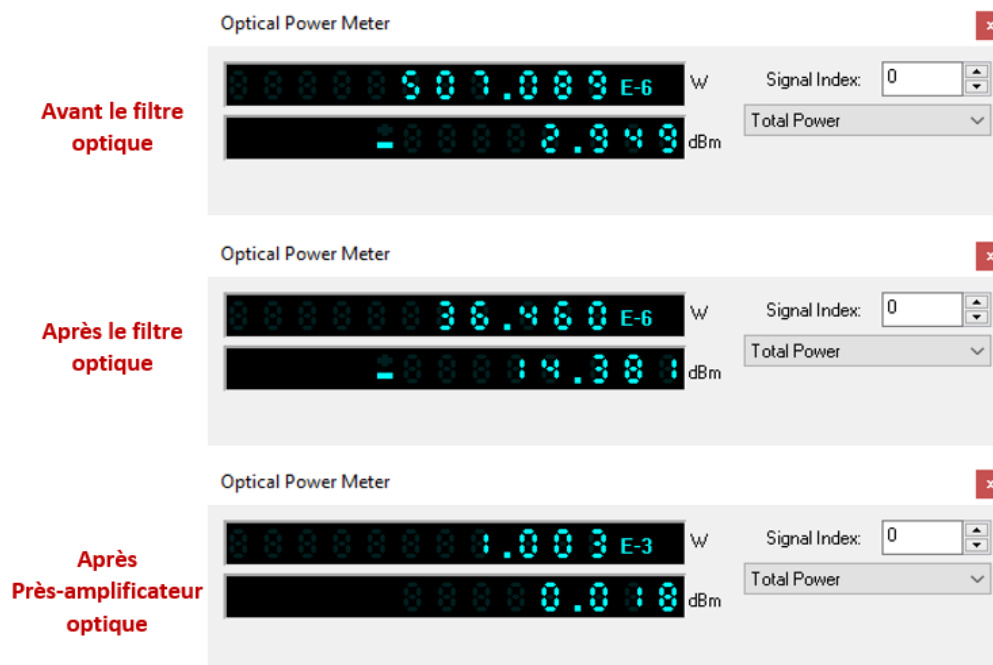 Optical Power Meter
x
Avant le filtre
optique
507.089 E-6 W
- 2.949 dBm
Signal Index: 0
Total Power
Optical Power Meter
x
Après le filtre
optique
36.460 E-6 W
- 14.381 dBm
Signal Index: 0
Total Power
Optical Power Meter
x
Après
Près-amplificateur
optique
1.003 E-3 W
0.018 dBm
Signal Index: 0
Total Power